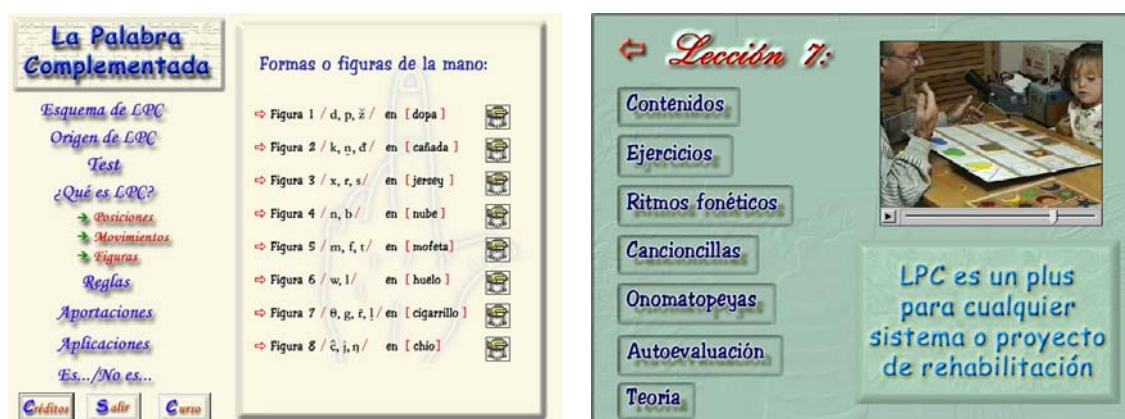 La Palabra
Complementada
Esquema de LPC
Origen de LPC
Test
¿Qué es LPC?
Posiciones
Movimientos
Figuras
Reglas
Aportaciones
Aplicaciones
Es.../No es...
Créditos Salir Curso
Formas o figuras de la mano:
Figura 1 / d, p, ž / en [ dopa ]
Figura 2 / k, ṇ, đ / en [ cañada ]
Figura 3 / x, r, s/ en [ jersey ]
Figura 4 / n, b / en [ nube ]
Figura 5 / m, f, t / en [ mofeta]
Figura 6 / w, l / en [ huelo ]
Figura 7 / θ, g, r̄, ḷ / en [ cigarrillo ]
Figura 8 / ĉ, j, ŋ / en [ chio ]
Lección 7:
Contenidos
Ejercicios
Ritmos fonéticos
Cancioncillas
Onomatopeyas
Autoevaluación
Teoría
LPC es un plus
para cualquier
sistema o proyecto
de rehabilitación